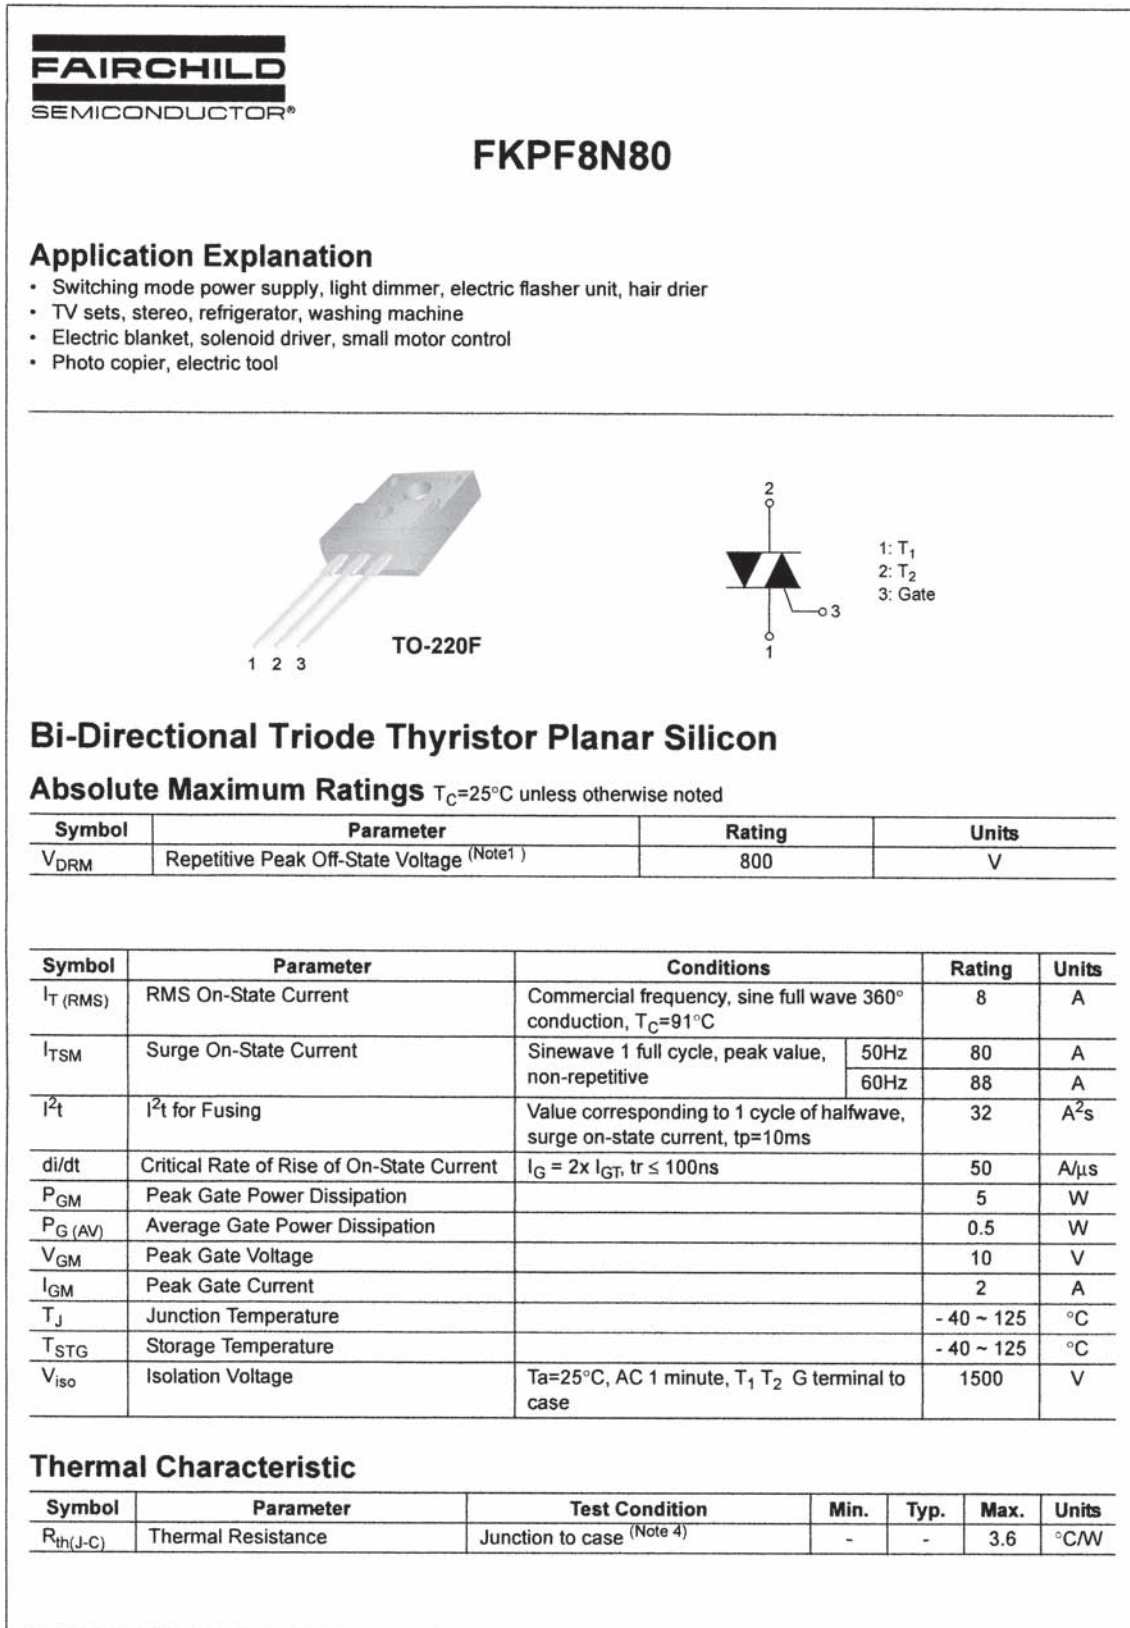 FAIRCHILD
SEMICONDUCTOR®
FKPF8N80
Application Explanation
• Switching mode power supply, light dimmer, electric flasher unit, hair drier
• TV sets, stereo, refrigerator, washing machine
• Electric blanket, solenoid driver, small motor control
• Photo copier, electric tool
2
1: T1
2: T2
3: Gate
3
1
TO-220F
1 2 3
Bi-Directional Triode Thyristor Planar Silicon
Absolute Maximum Ratings TC=25°C unless otherwise noted
Symbol Parameter Rating Units
VDRM Repetitive Peak Off-State Voltage (Note1 ) 800 V
Symbol Parameter Conditions Rating Units
IT (RMS) RMS On-State Current Commercial frequency, sine full wave 360° 8 A
conduction, TC=91°C
ITSM Surge On-State Current Sinewave 1 full cycle, peak value, 50Hz 80 A
non-repetitive 60Hz 88 A
I2t I2t for Fusing Value corresponding to 1 cycle of halfwave, 32 A2s
surge on-state current, tp=10ms
di/dt Critical Rate of Rise of On-State Current IG = 2x IGT, tr ≤ 100ns 50 A/μs
PGM Peak Gate Power Dissipation 5 W
PG (AV) Average Gate Power Dissipation 0.5 W
VGM Peak Gate Voltage 10 V
IGM Peak Gate Current 2 A
TJ Junction Temperature - 40 ~ 125 °C
TSTG Storage Temperature - 40 ~ 125 °C
Viso Isolation Voltage Ta=25°C, AC 1 minute, T1 T2 G terminal to 1500 V
case
Thermal Characteristic
Symbol Parameter Test Condition Min. Typ. Max. Units
Rth(J-C) Thermal Resistance Junction to case (Note 4) - - 3.6 °C/W